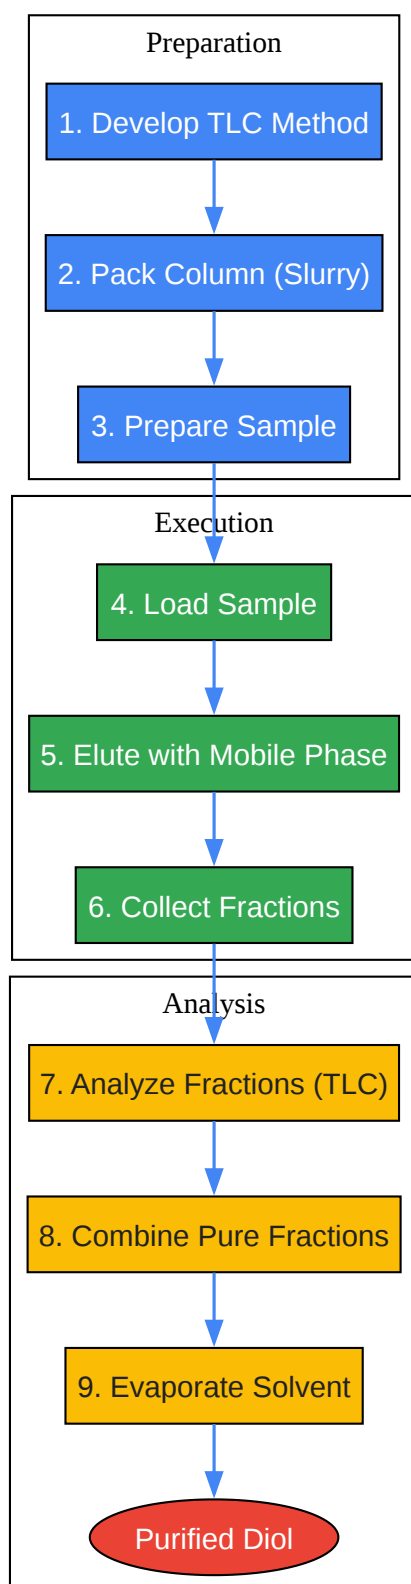 Preparation
1. Develop TLC Method
2. Pack Column (Slurry)
3. Prepare Sample
Execution
4. Load Sample
5. Elute with Mobile Phase
6. Collect Fractions
Analysis
7. Analyze Fractions (TLC)
8. Combine Pure Fractions
9. Evaporate Solvent
Purified Diol